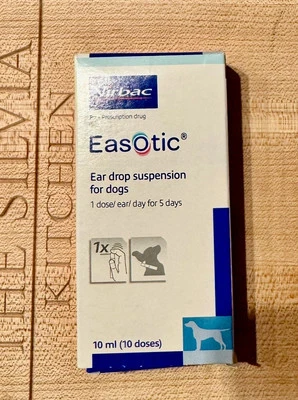 THE SILVIA
KITCHEN
Virbac
Prescription drug
EasOtic®
Ear drop suspension
for dogs
1 dose/ ear/ day for 5 days
1x
10 ml (10 doses)